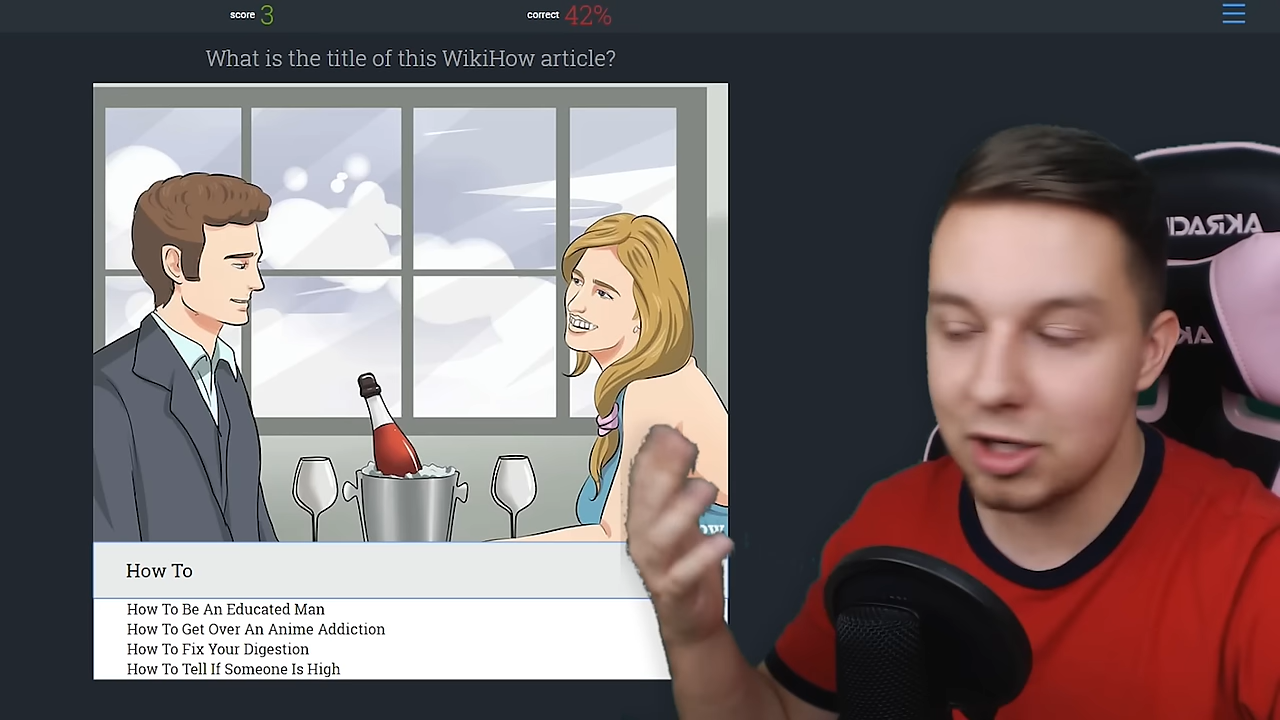 score 3
correct 42%
What is the title of this WikiHow article?
How To
How To Be An Educated Man
How To Get Over An Anime Addiction
How To Fix Your Digestion
How To Tell If Someone Is High
AKRACING